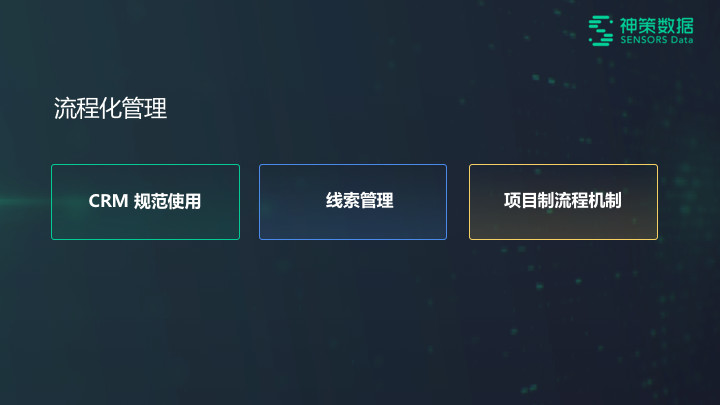 神策数据
SENSORS Data
流程化管理
CRM 规范使用
线索管理
项目制流程机制